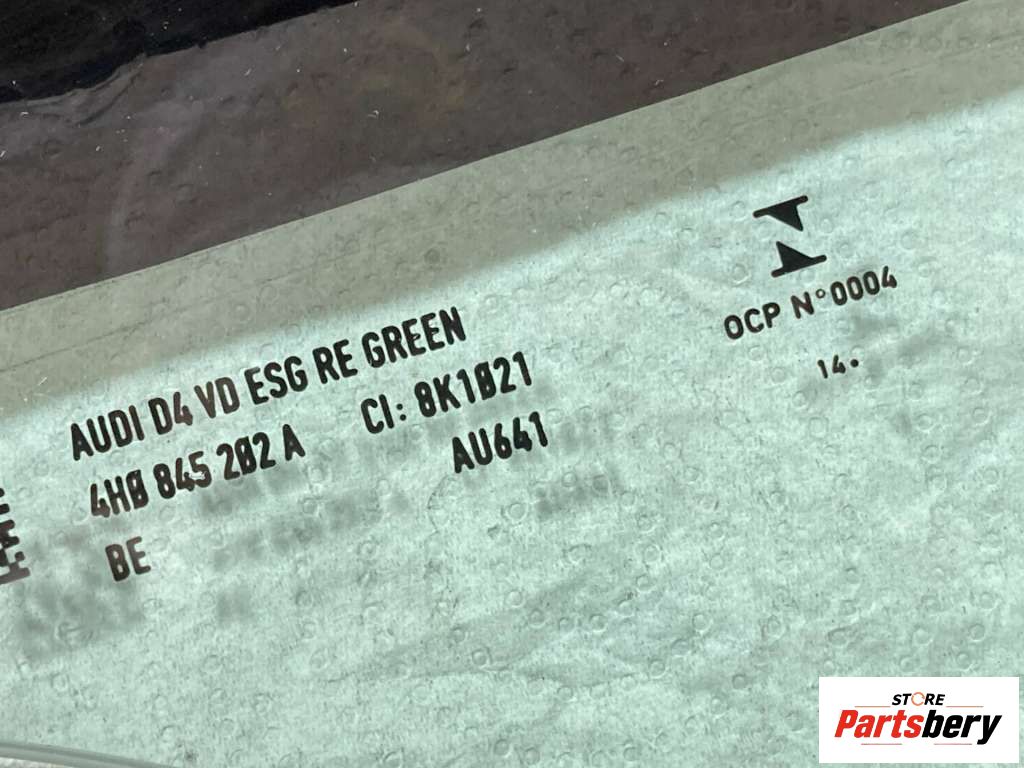 AUDI D4 VD ESG RE GREEN
4H0 845 202 A CI: 8K1021
BE AU641
OCP N°0004
14.
STORE
Partsbery